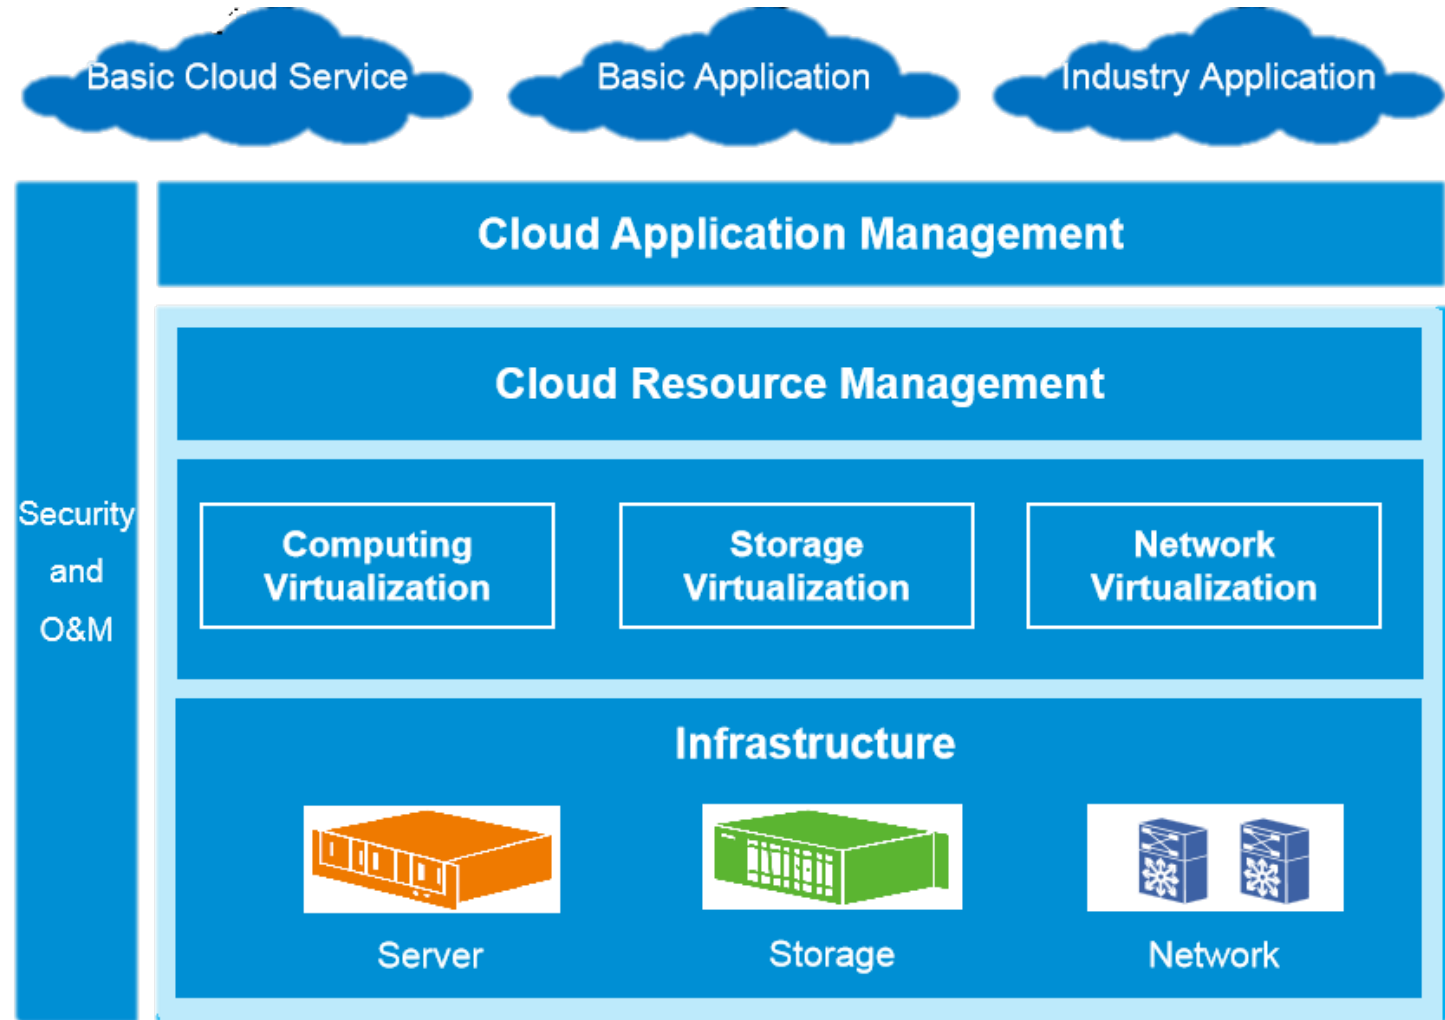 Basic Cloud Service
Basic Application
Industry Application
Cloud Application Management
Cloud Resource Management
Security
and
O&M
Computing
Virtualization
Storage
Virtualization
Network
Virtualization
Infrastructure
Server
Storage
Network